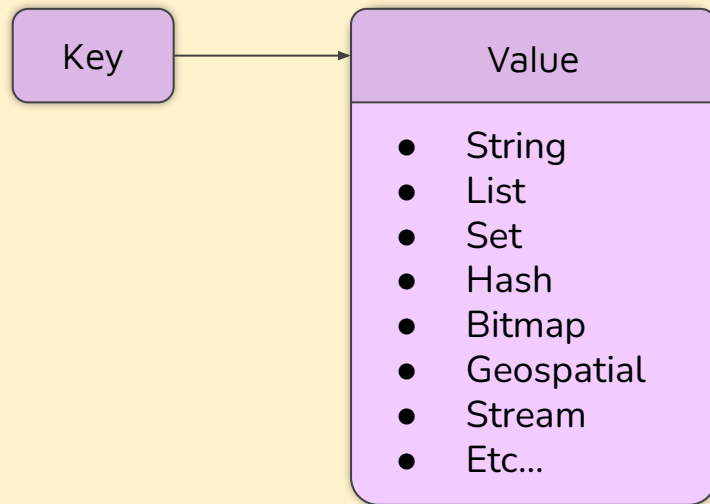 Key
Value
● String
● List
● Set
● Hash
● Bitmap
● Geospatial
● Stream
● Etc...